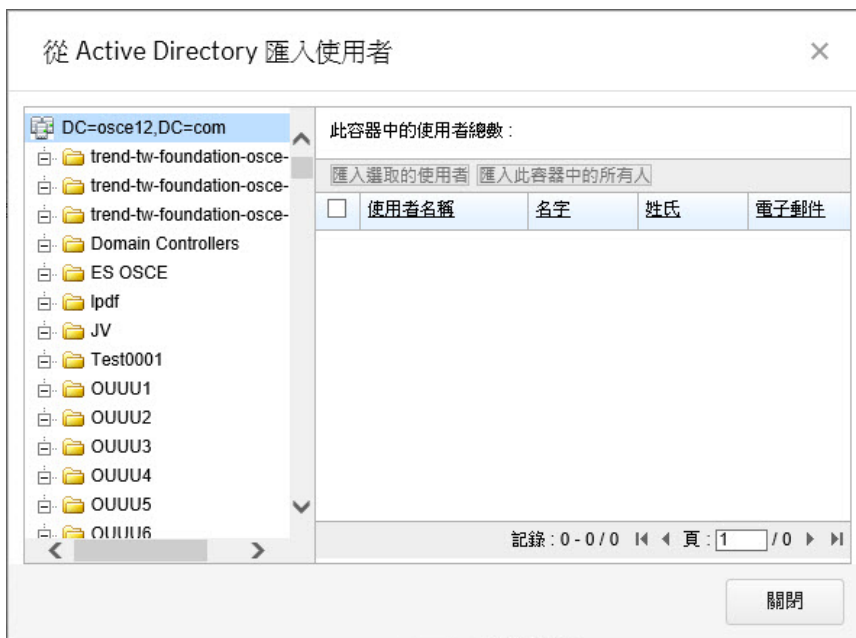 從 Active Directory 匯入使用者
DC=osce12,DC=com
trend-tw-foundation-osce-
trend-tw-foundation-osce-
trend-tw-foundation-osce-
Domain Controllers
ES OSCE
lpdf
JV
Test0001
OUUU1
OUUU2
OUUU3
OUUU4
OUUU5
OUUU6
此容器中的使用者總數 :
匯入選取的使用者 匯入此容器中的所有人
使用者名稱 名字 姓氏 電子郵件
記錄 : 0 - 0 / 0 頁 : 1 / 0
關閉